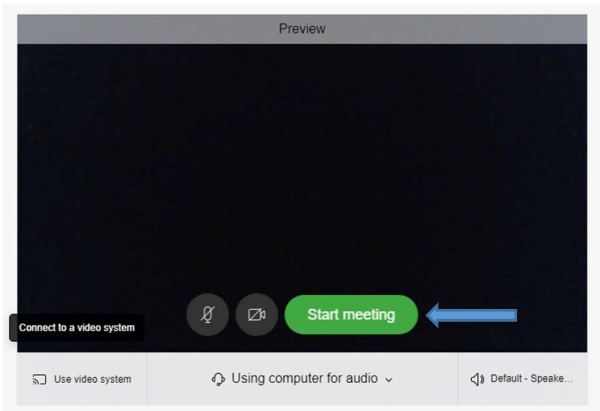 Preview
Start meeting
Connect to a video system
Use video system
Using computer for audio
Default - Speake...